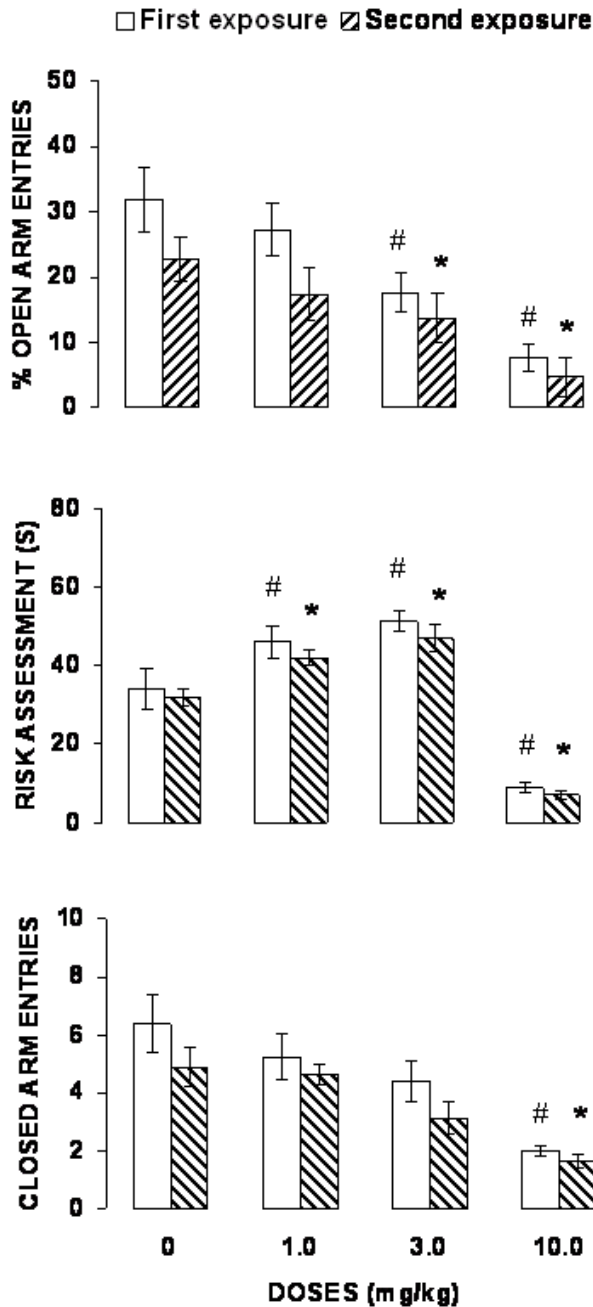 First exposure Second exposure
% OPEN ARM ENTRIES
50
40
30
20
10
0
# * # *
RISK ASSESSMENT (S)
80
60
40
20
0
# * # * # *
CLOSED ARM ENTRIES
10
8
6
4
2
0
# *
0 1.0 3.0 10.0
DOSES (mg/kg)